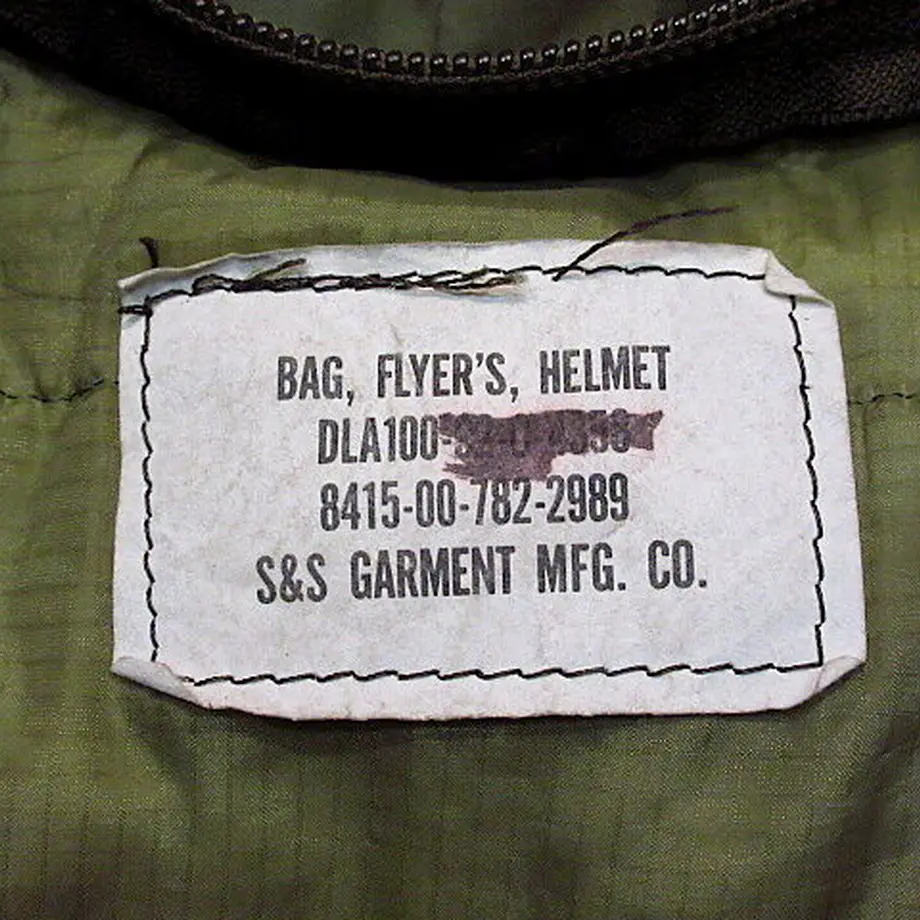 BAG, FLYER'S, HELMET
DLA100-
8415-00-782-2989
S&S GARMENT MFG. CO.